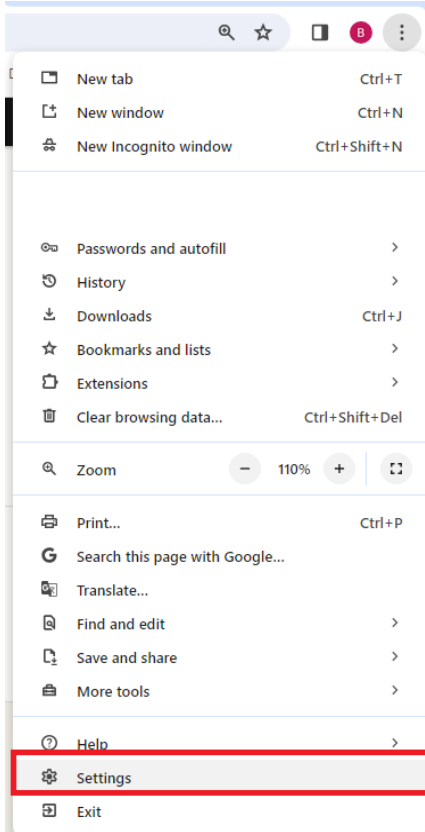 B
New tab Ctrl+T
New window Ctrl+N
New Incognito window Ctrl+Shift+N
Passwords and autofill
History
Downloads Ctrl+J
Bookmarks and lists
Extensions
Clear browsing data... Ctrl+Shift+Del
Zoom − 110% +
Print... Ctrl+P
G Search this page with Google...
Translate...
Find and edit
Save and share
More tools
Help
Settings
Exit